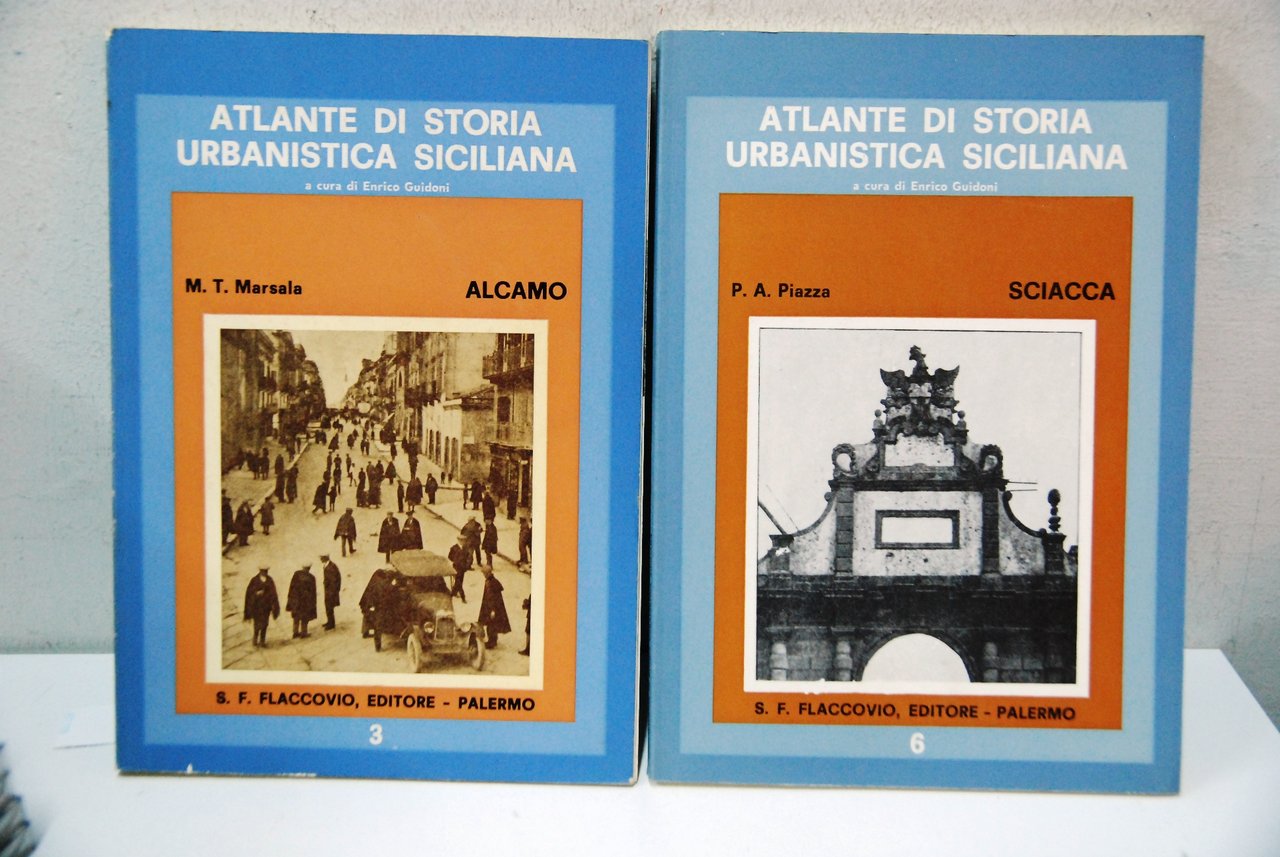 ATLANTE DI STORIA
URBANISTICA SICILIANA
a cura di Enrico Guidoni
M. T. Marsala ALCAMO
S. F. FLACCOVIO, EDITORE - PALERMO
3
ATLANTE DI STORIA
URBANISTICA SICILIANA
a cura di Enrico Guidoni
P. A. Piazza SCIACCA
S. F. FLACCOVIO, EDITORE - PALERMO
6